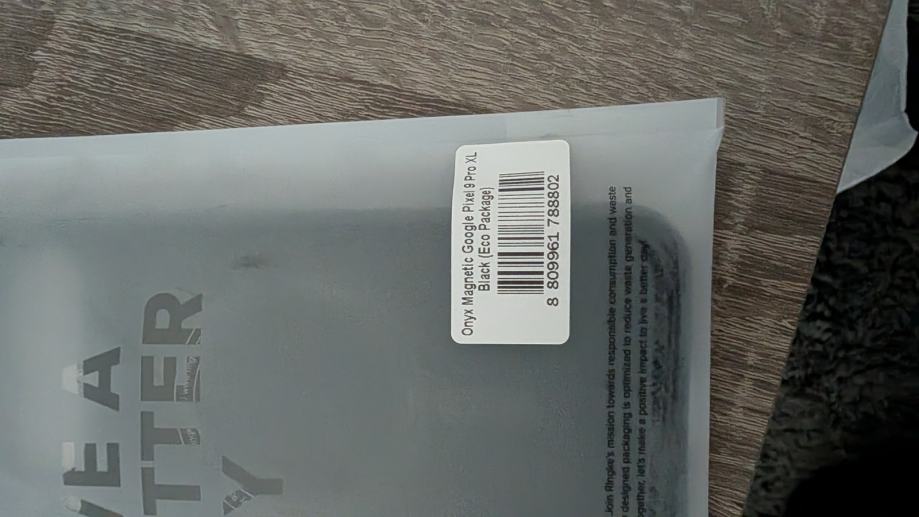 Onyx Magnetic Google Pixel 9 Pro XL
Black (Eco Package)
8 809961 788802
Join Ringke's mission towards responsible consumption and waste
designed packaging is optimized to reduce waste generation and
let's make a positive impact to live a better day.
E A
TTER
Y